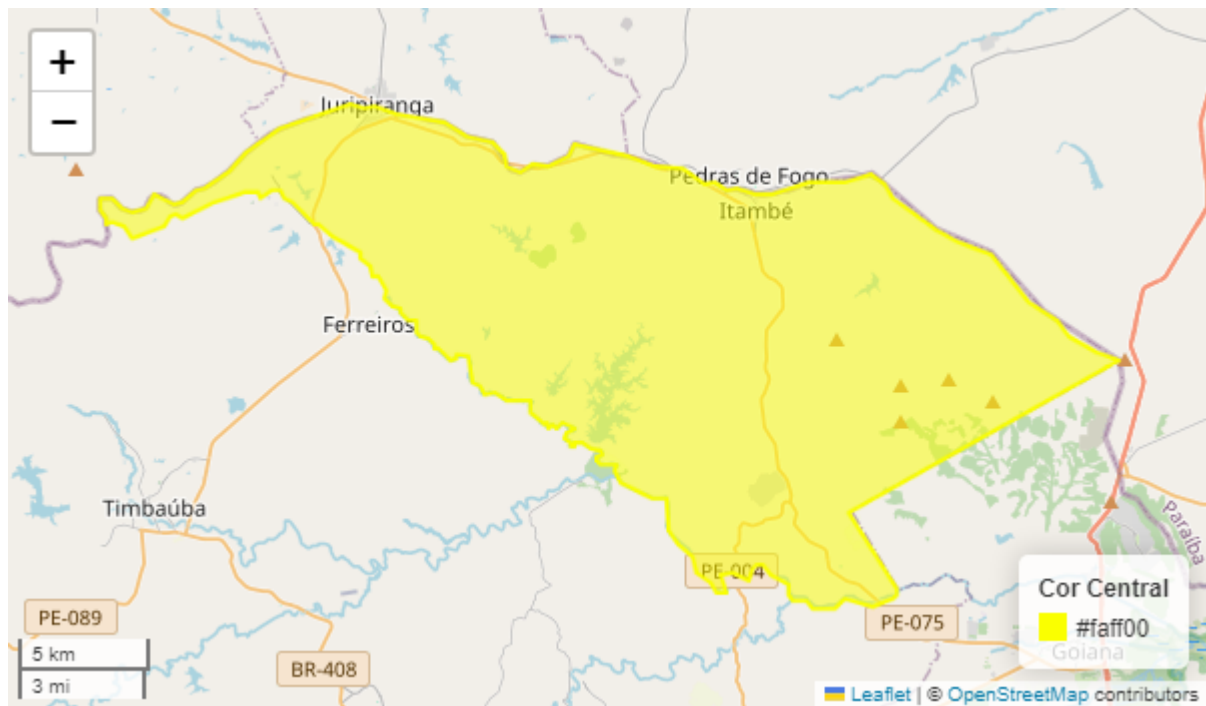 +
−
Juripiranga
Pedras de Fogo
Itambé
Ferreiros
Timbaúba
PE-004
Paraíba
PE-089
PE-075
BR-408
Goiana
Cor Central
#faff00
5 km
3 mi
Leaflet | © OpenStreetMap contributors